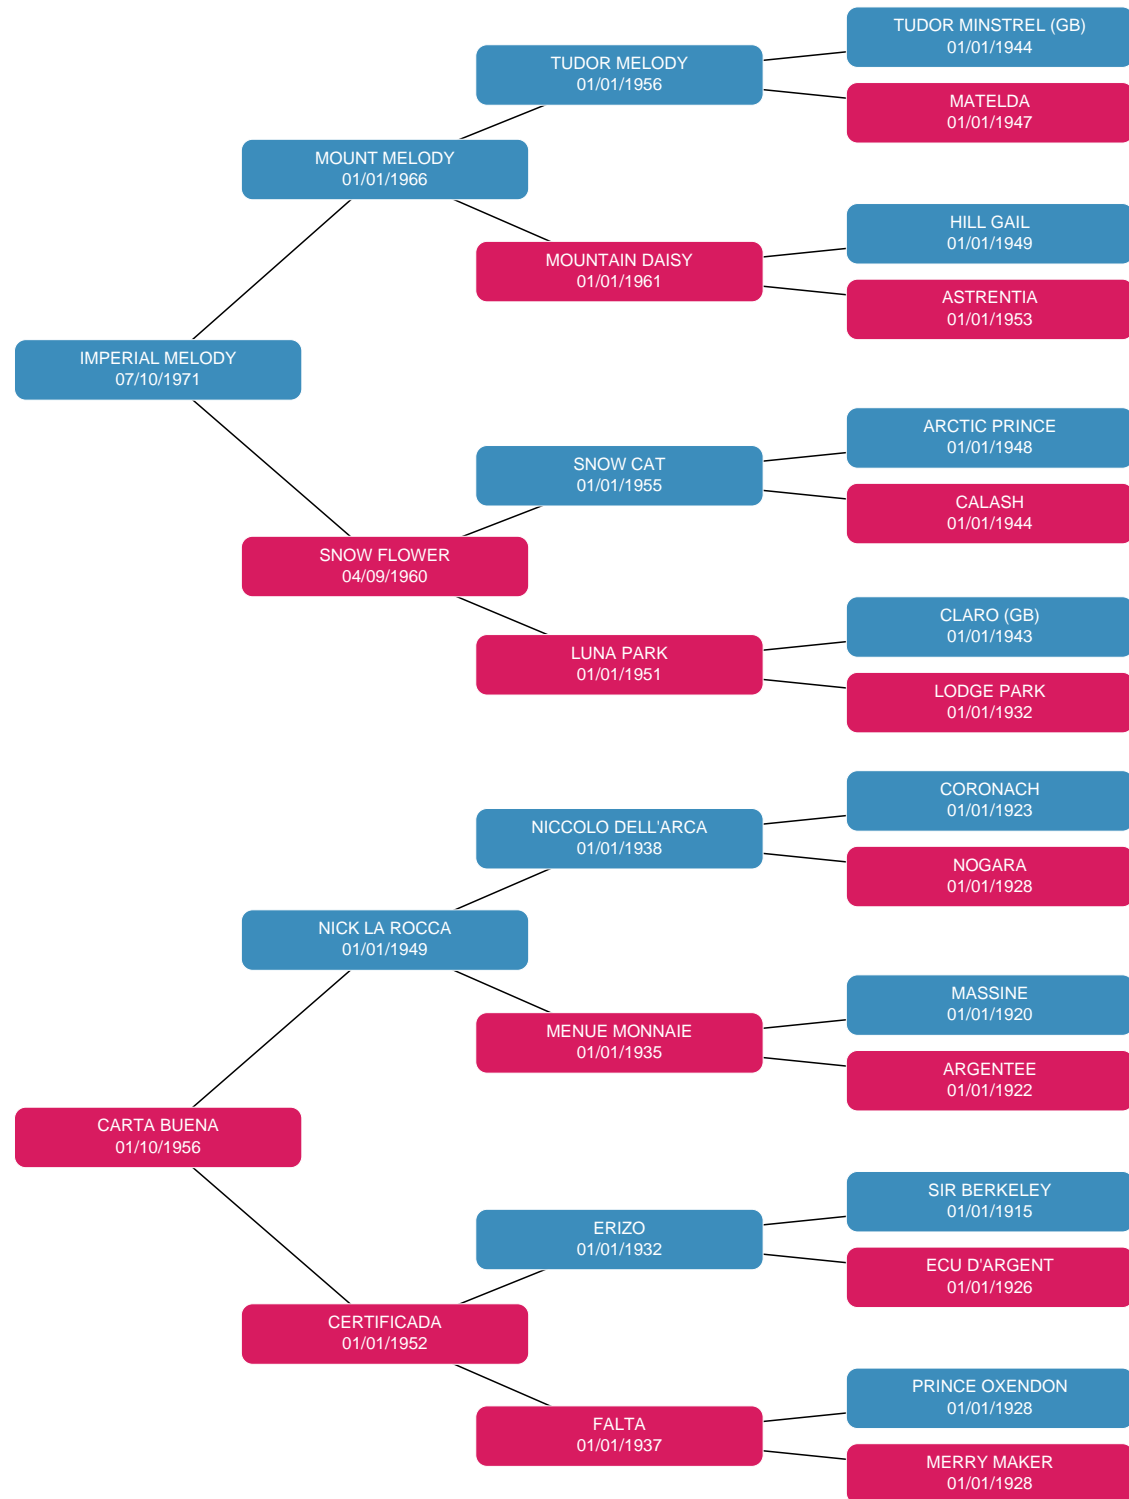 TUDOR MINSTREL (GB)
01/01/1944
TUDOR MELODY
01/01/1956
MATELDA
01/01/1947
MOUNT MELODY
01/01/1966
HILL GAIL
01/01/1949
MOUNTAIN DAISY
01/01/1961
ASTRENTIA
01/01/1953
IMPERIAL MELODY
07/10/1971
ARCTIC PRINCE
01/01/1948
SNOW CAT
01/01/1955
CALASH
01/01/1944
SNOW FLOWER
04/09/1960
CLARO (GB)
01/01/1943
LUNA PARK
01/01/1951
LODGE PARK
01/01/1932
CORONACH
01/01/1923
NICCOLO DELL'ARCA
01/01/1938
NOGARA
01/01/1928
NICK LA ROCCA
01/01/1949
MASSINE
01/01/1920
MENUE MONNAIE
01/01/1935
ARGENTEE
01/01/1922
CARTA BUENA
01/10/1956
SIR BERKELEY
01/01/1915
ERIZO
01/01/1932
ECU D'ARGENT
01/01/1926
CERTIFICADA
01/01/1952
PRINCE OXENDON
01/01/1928
FALTA
01/01/1937
MERRY MAKER
01/01/1928